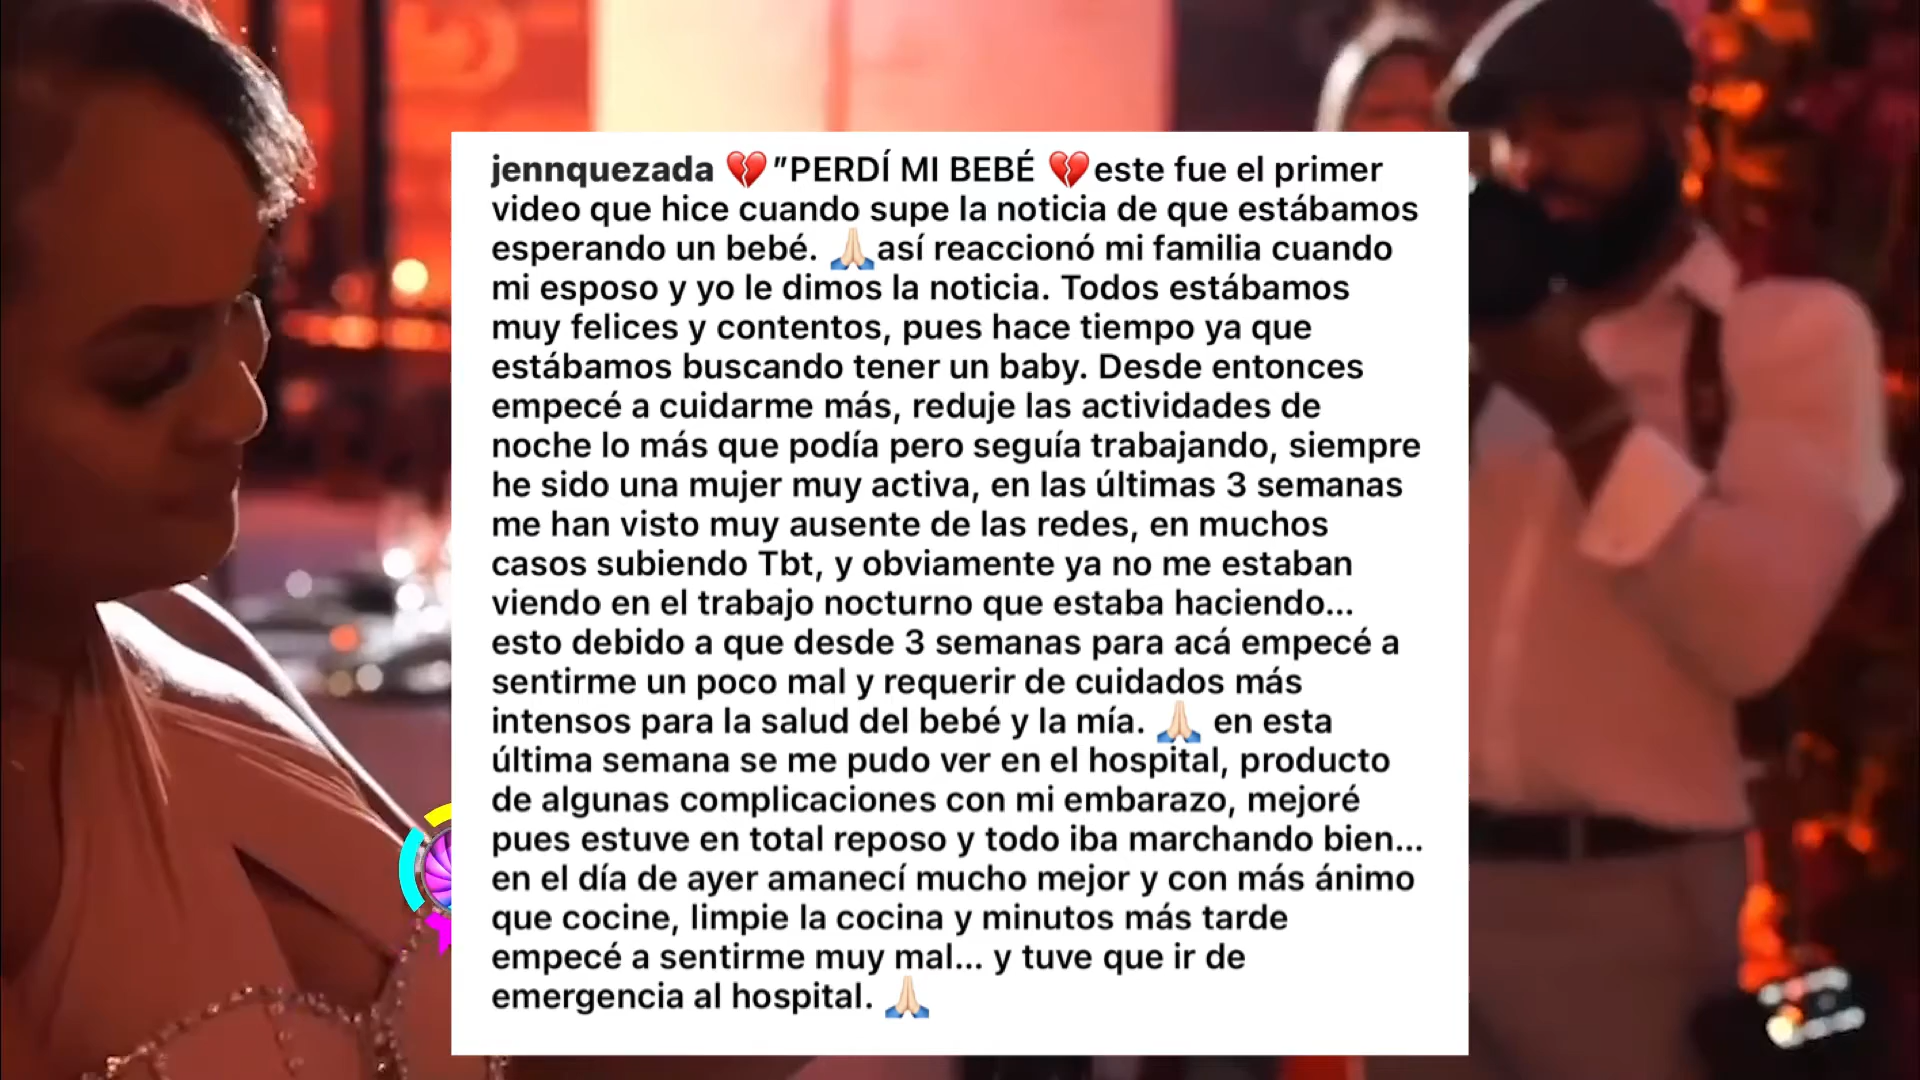 jennquezada 💔"PERDÍ MI BEBÉ 💔este fue el primer
video que hice cuando supe la noticia de que estábamos
esperando un bebé. 🙏🏻así reaccionó mi familia cuando
mi esposo y yo le dimos la noticia. Todos estábamos
muy felices y contentos, pues hace tiempo ya que
estábamos buscando tener un baby. Desde entonces
empecé a cuidarme más, reduje las actividades de
noche lo más que podía pero seguía trabajando, siempre
he sido una mujer muy activa, en las últimas 3 semanas
me han visto muy ausente de las redes, en muchos
casos subiendo Tbt, y obviamente ya no me estaban
viendo en el trabajo nocturno que estaba haciendo...
esto debido a que desde 3 semanas para acá empecé a
sentirme un poco mal y requerir de cuidados más
intensos para la salud del bebé y la mía. 🙏🏻 en esta
última semana se me pudo ver en el hospital, producto
de algunas complicaciones con mi embarazo, mejoré
pues estuve en total reposo y todo iba marchando bien...
en el día de ayer amanecí mucho mejor y con más ánimo
que cocine, limpie la cocina y minutos más tarde
empecé a sentirme muy mal... y tuve que ir de
emergencia al hospital. 🙏🏻